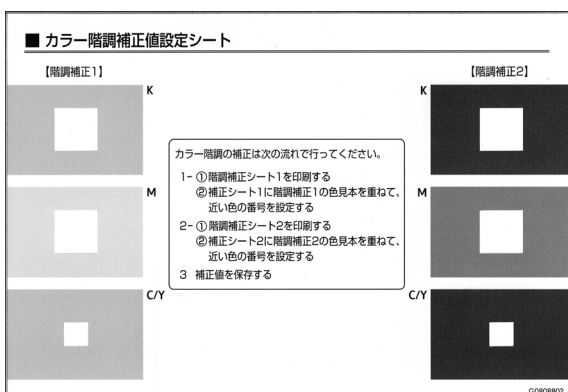 ■ カラー階調補正値設定シート
【階調補正1】
【階調補正2】
K
K
カラー階調の補正は次の流れで行ってください。
1- ①階調補正シート1を印刷する
②補正シート1に階調補正1の色見本を重ねて、
近い色の番号を設定する
2- ①階調補正シート2を印刷する
②補正シート2に階調補正2の色見本を重ねて、
近い色の番号を設定する
3 補正値を保存する
M
M
C/Y
C/Y
G0808802